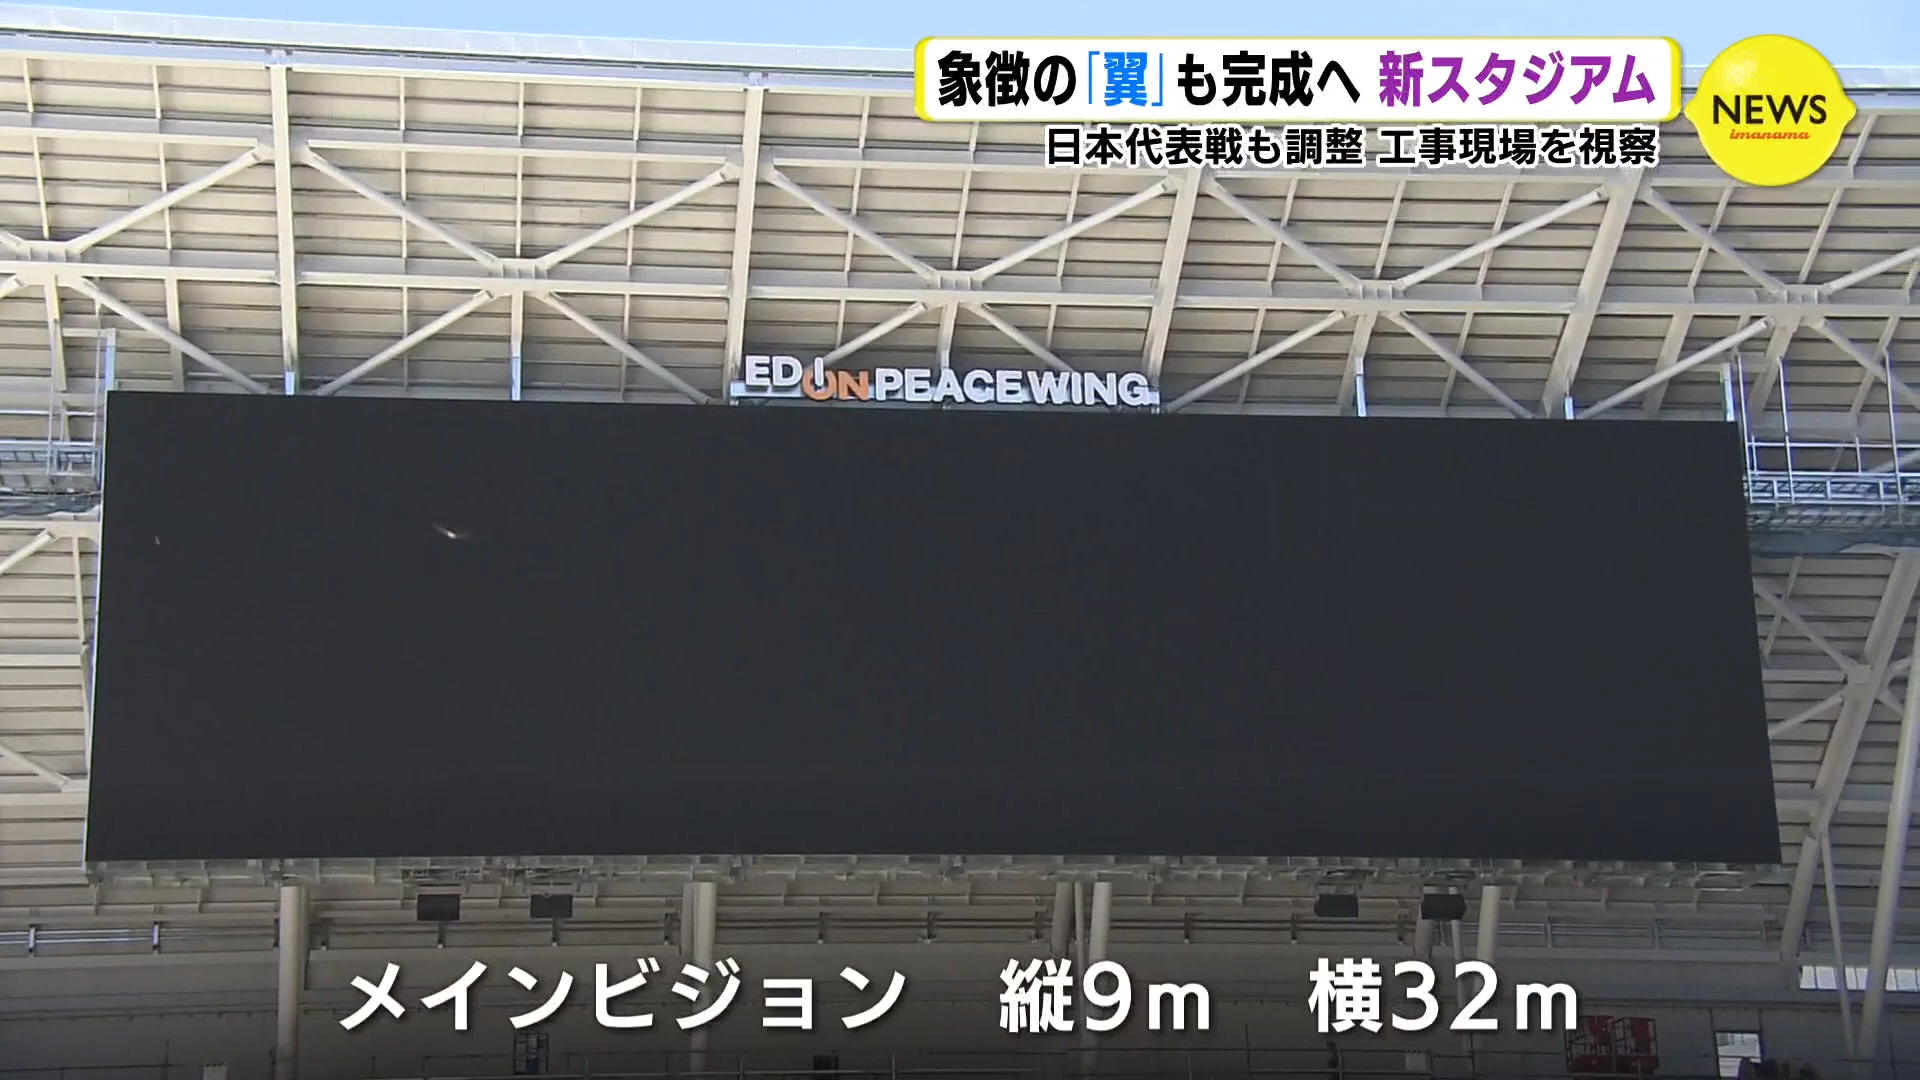 象徴の「翼」も完成へ 新スタジアム
日本代表戦も調整 工事現場を視察
NEWS
imanama
EDION PEACE WING
メインビジョン 縦9m 横32m